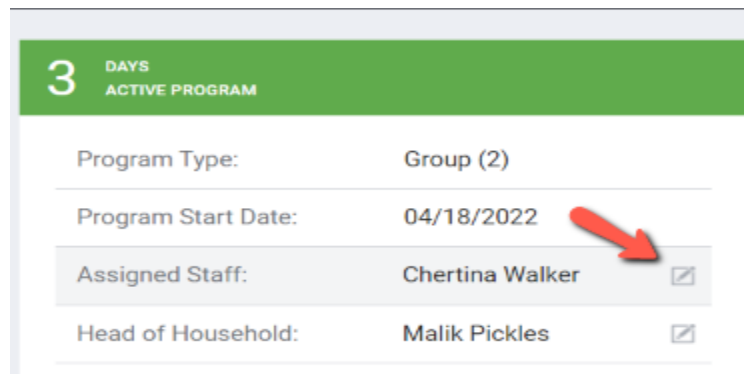 3 DAYS
ACTIVE PROGRAM
Program Type: Group (2)
Program Start Date: 04/18/2022
Assigned Staff: Chertina Walker
Head of Household: Malik Pickles